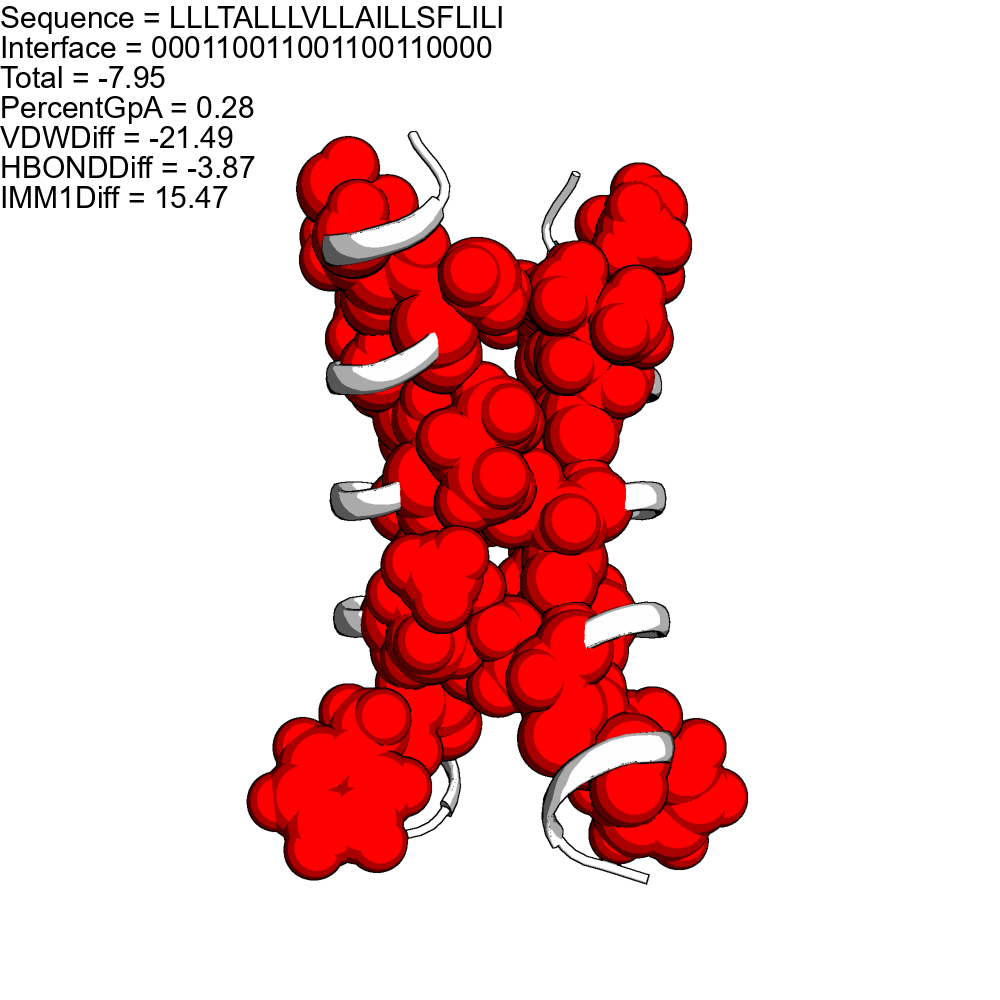 Sequence = LLLTALLLVLLAILLSFLILI
Interface = 000110011001100110000
Total = -7.95
PercentGpA = 0.28
VDWDiff = -21.49
HBONDDiff = -3.87
IMM1Diff = 15.47